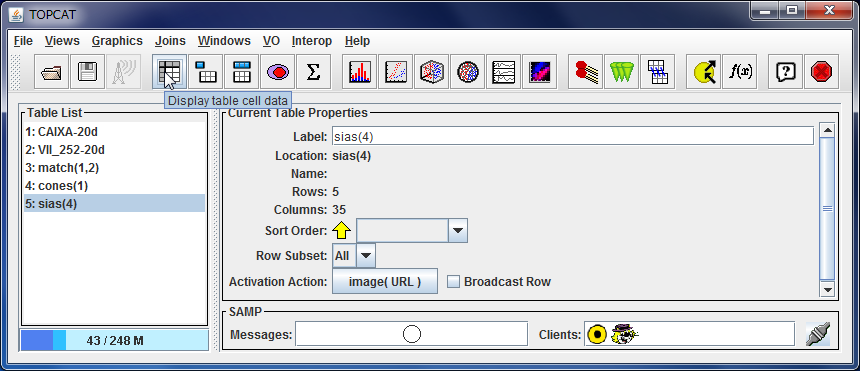 TOPCAT
File Views Graphics Joins Windows VO Interop Help
Σ f(x) ?
Display table cell data
Table List
1: CAIXA-20d
2: VII_252-20d
3: match(1,2)
4: cones(1)
5: sias(4)
43 / 248 M
Current Table Properties
Label: sias(4)
Location: sias(4)
Name:
Rows: 5
Columns: 35
Sort Order:
Row Subset: All
Activation Action: image( URL ) Broadcast Row
SAMP
Messages: Clients: